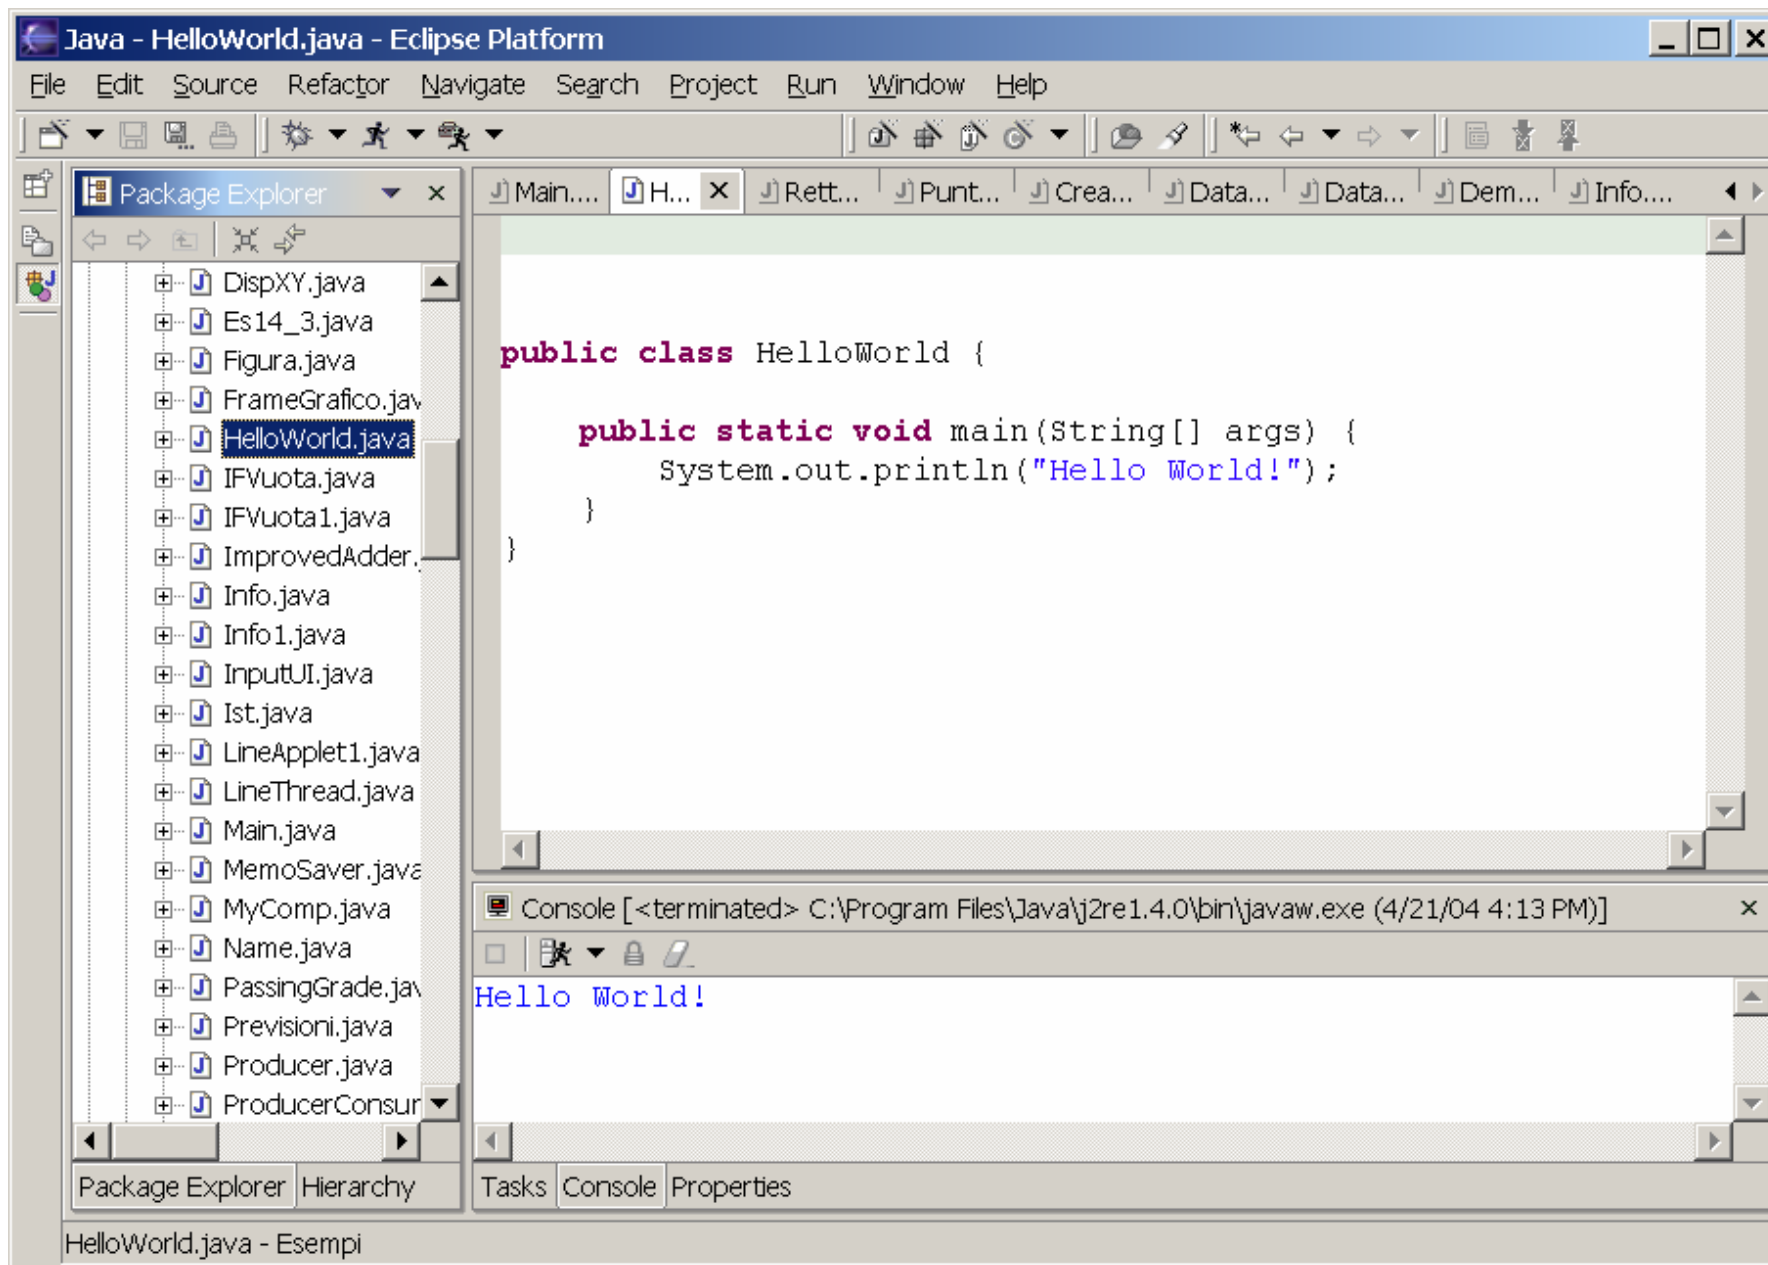 Java - HelloWorld.java - Eclipse Platform
File Edit Source Refactor Navigate Search Project Run Window Help
Package Explorer
Main.... H... Rett... Punt... Crea... Data... Data... Dem... Info....
DispXY.java
Es14_3.java
Figura.java
FrameGrafico.jav
HelloWorld.java
IFVuota.java
IFVuota1.java
ImprovedAdder.
Info.java
Info1.java
InputUI.java
Ist.java
LineApplet1.java
LineThread.java
Main.java
MemoSaver.java
MyComp.java
Name.java
PassingGrade.jav
Previsioni.java
Producer.java
ProducerConsur
Package Explorer Hierarchy
public class HelloWorld {
public static void main(String[] args) {
System.out.println("Hello World!");
}
}
Console [<terminated> C:\Program Files\Java\j2re1.4.0\bin\javaw.exe (4/21/04 4:13 PM)]
Hello World!
Tasks Console Properties
HelloWorld.java - Esempi